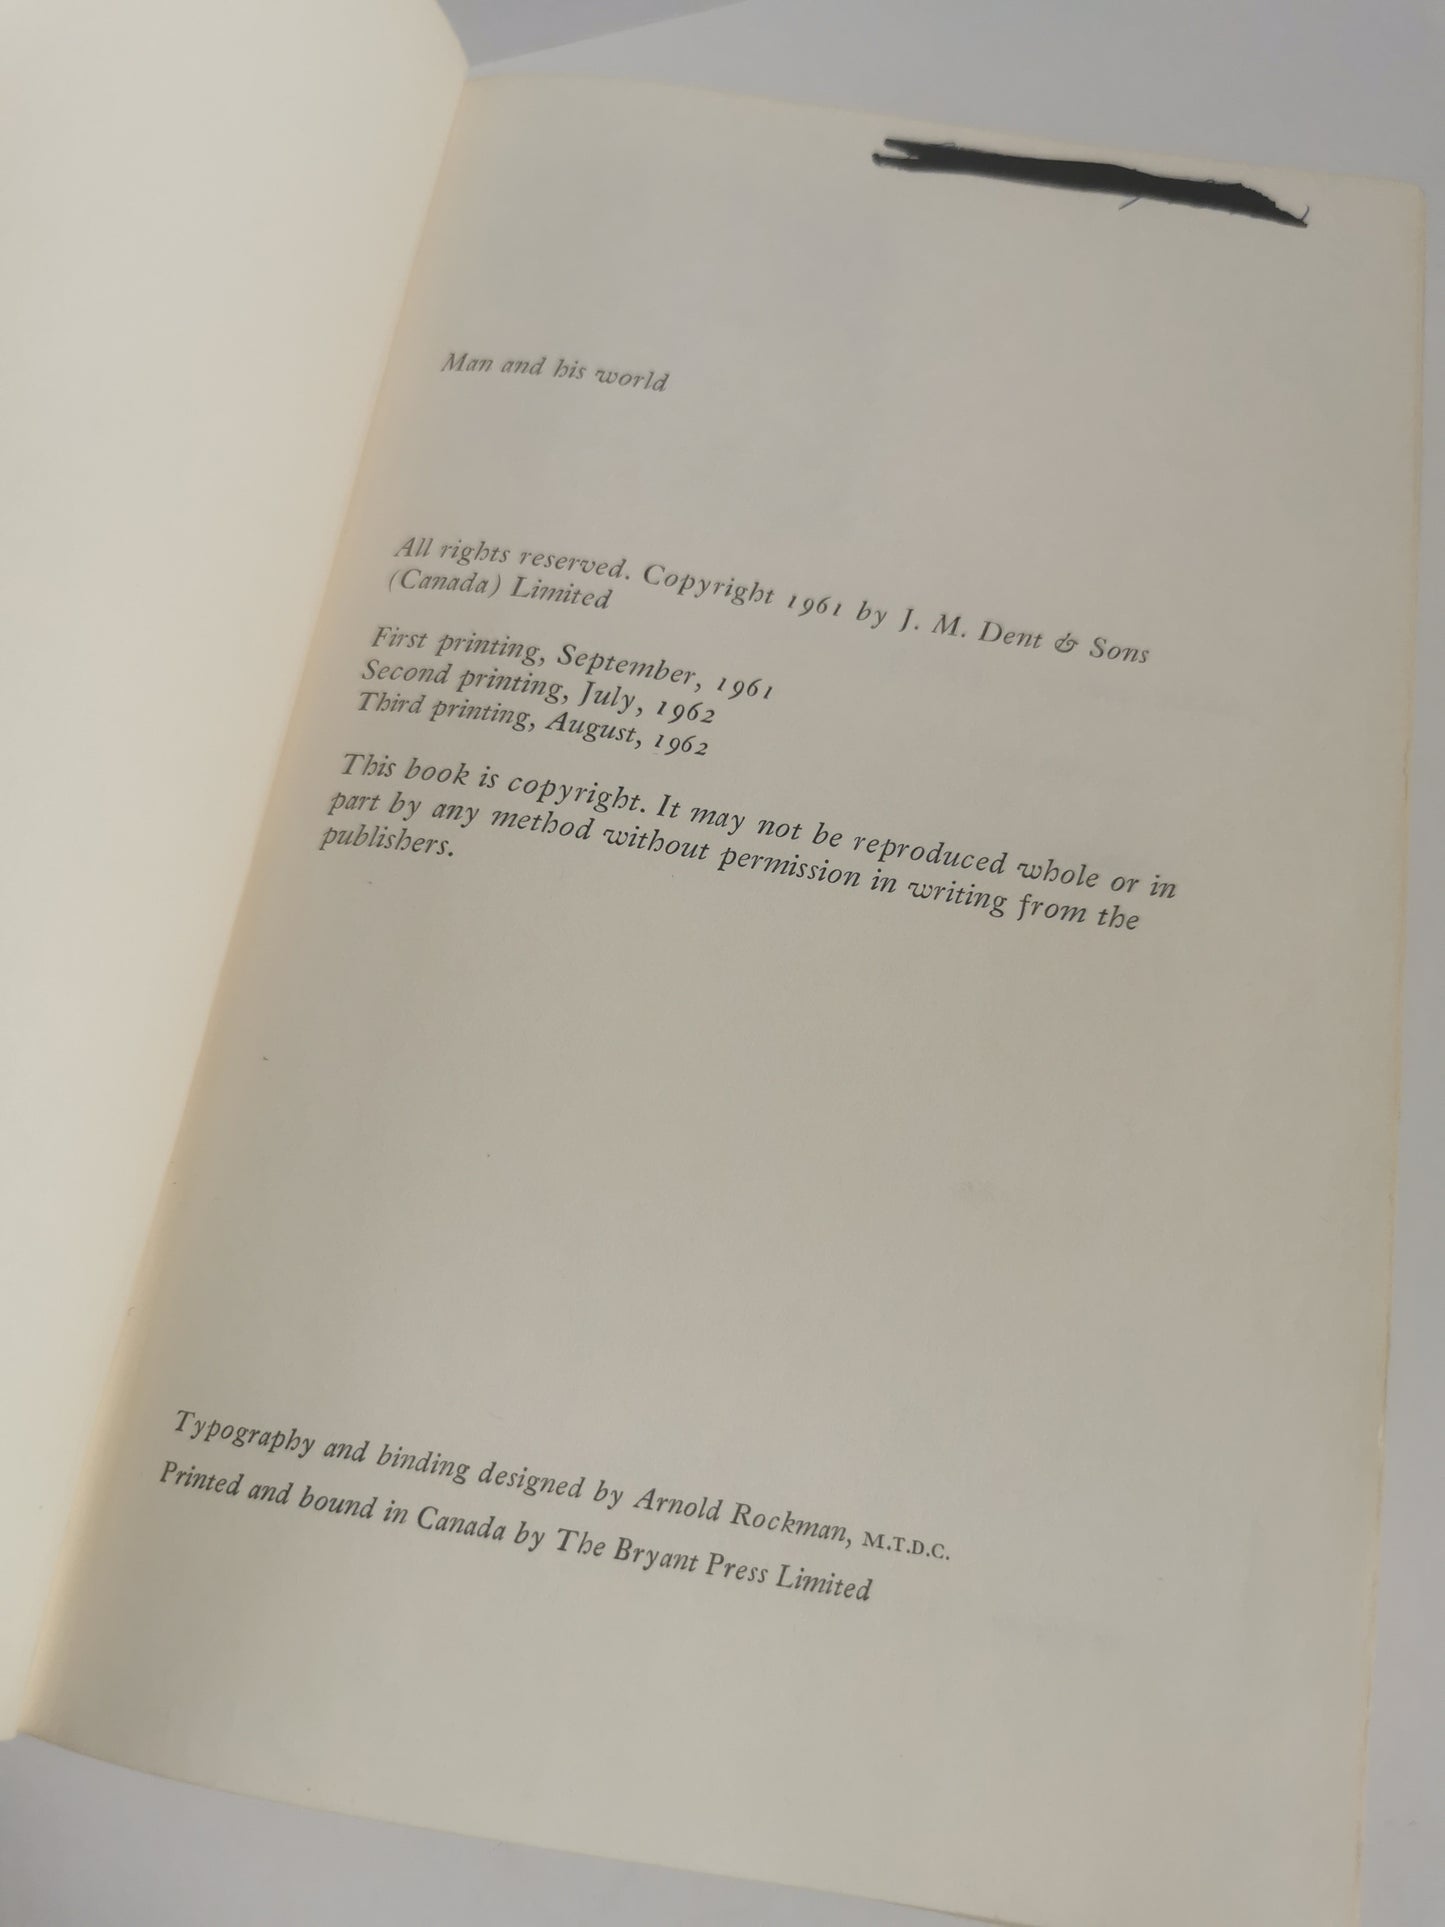 Man and his world
All rights reserved. Copyright 1961 by J. M. Dent & Sons
(Canada) Limited
First printing, September, 1961
Second printing, July, 1962
Third printing, August, 1962
This book is copyright. It may not be reproduced whole or in
part by any method without permission in writing from the
publishers.
Typography and binding designed by Arnold Rockman, M.T.D.C.
Printed and bound in Canada by The Bryant Press Limited